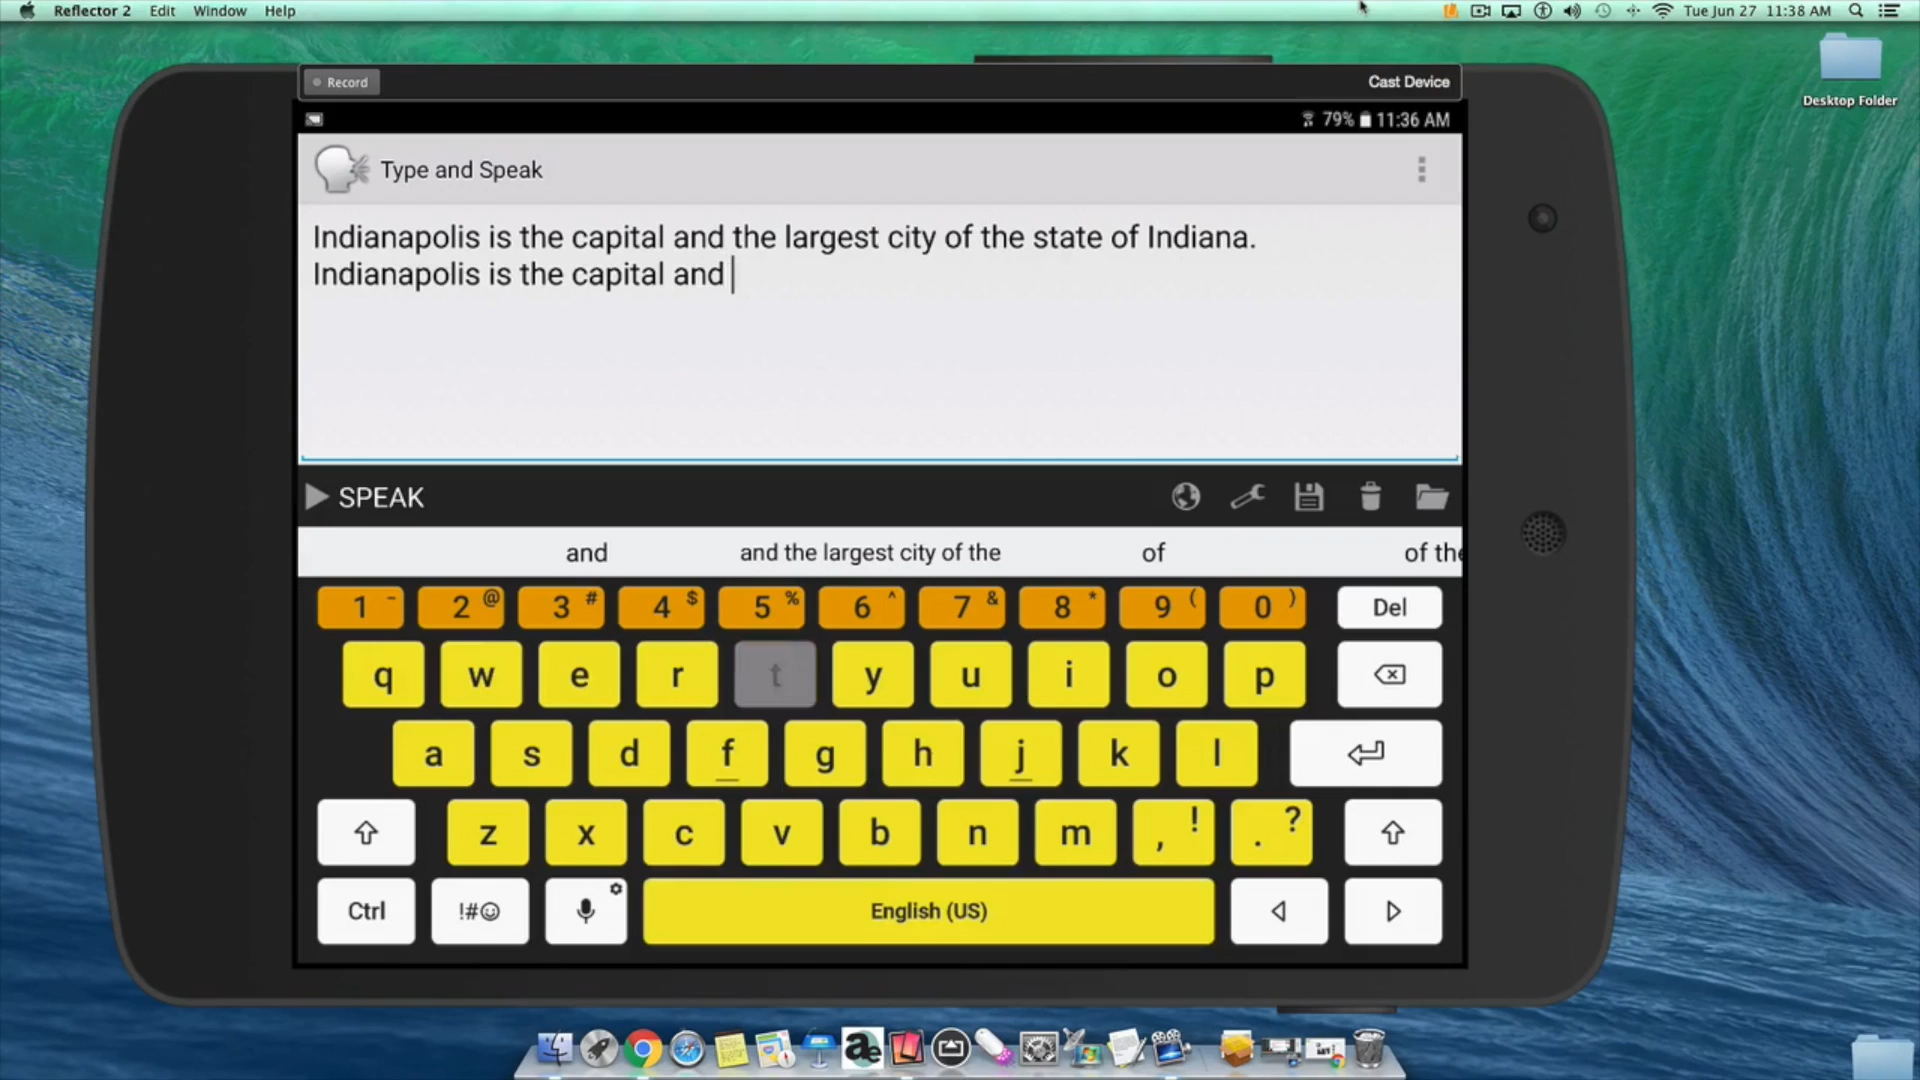 Reflector 2 Edit Window Help Tue Jun 27 11:38 AM
Desktop Folder
Record Cast Device
79% 11:36 AM
Type and Speak
Indianapolis is the capital and the largest city of the state of Indiana.
Indianapolis is the capital and
SPEAK
and and the largest city of the of of the
1 - 2 @ 3 # 4 $ 5 % 6 ^ 7 & 8 * 9 ( 0 ) Del
q w e r t y u i o p
a s d f g h j k l
z x c v b n m , ! . ?
Ctrl !#☺ English (US)
ae